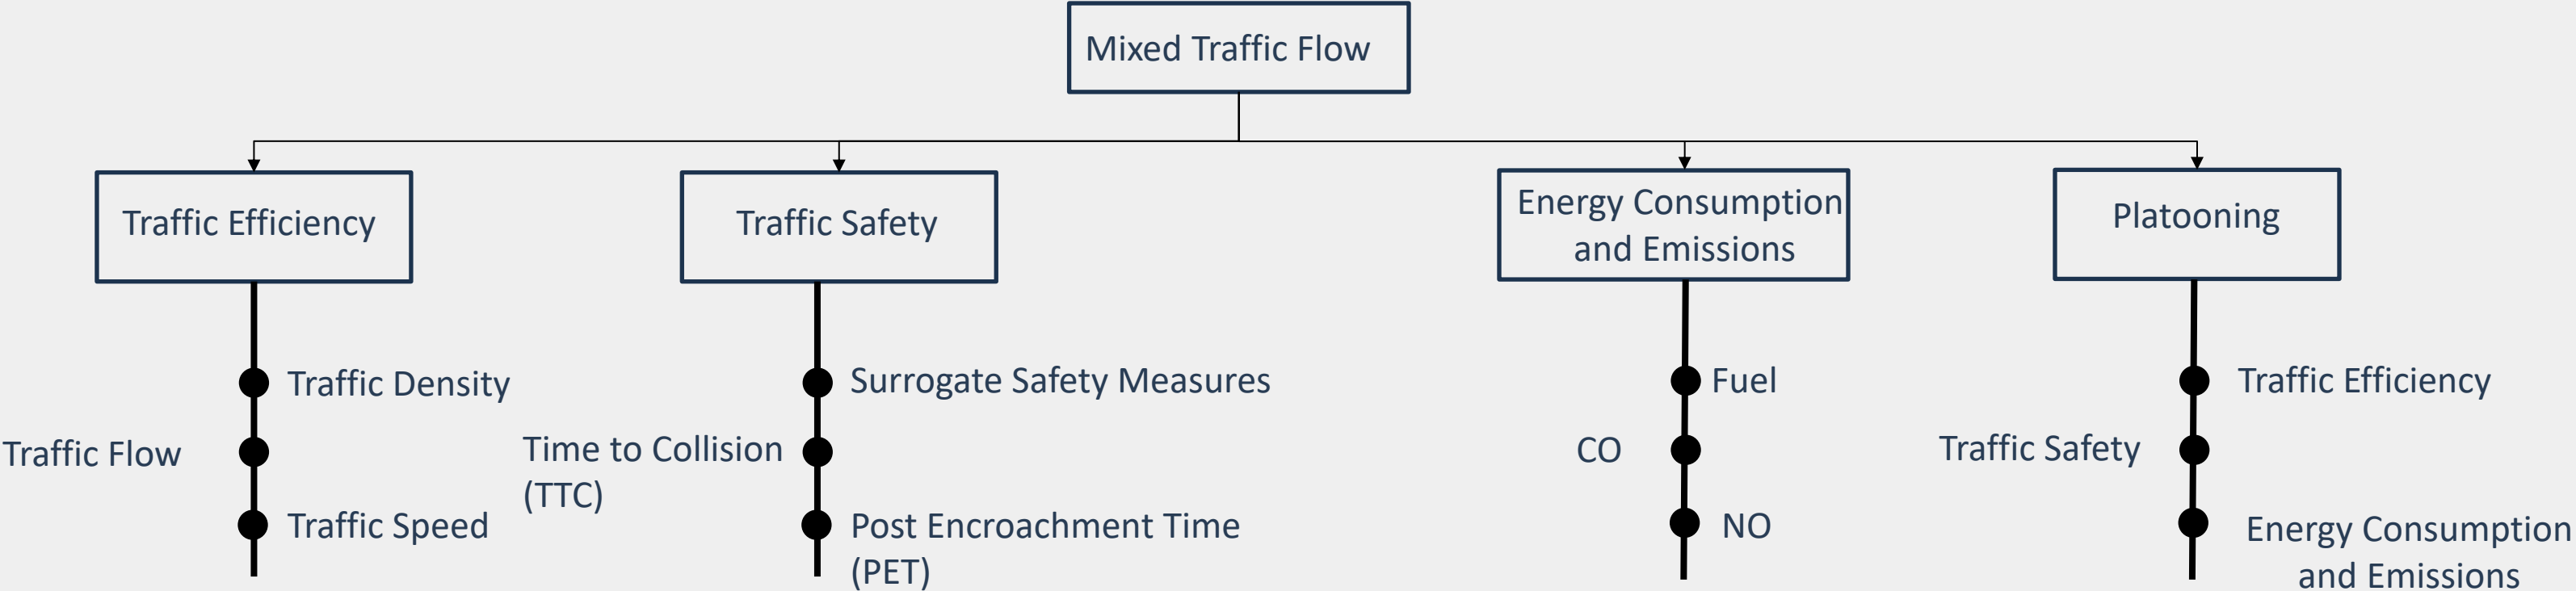 Mixed Traffic Flow
Traffic Efficiency
Traffic Density
Traffic Flow
Traffic Speed
Traffic Safety
Surrogate Safety Measures
Time to Collision
(TTC)
Post Encroachment Time
(PET)
Energy Consumption
and Emissions
Fuel
CO
NO
Platooning
Traffic Efficiency
Traffic Safety
Energy Consumption
and Emissions